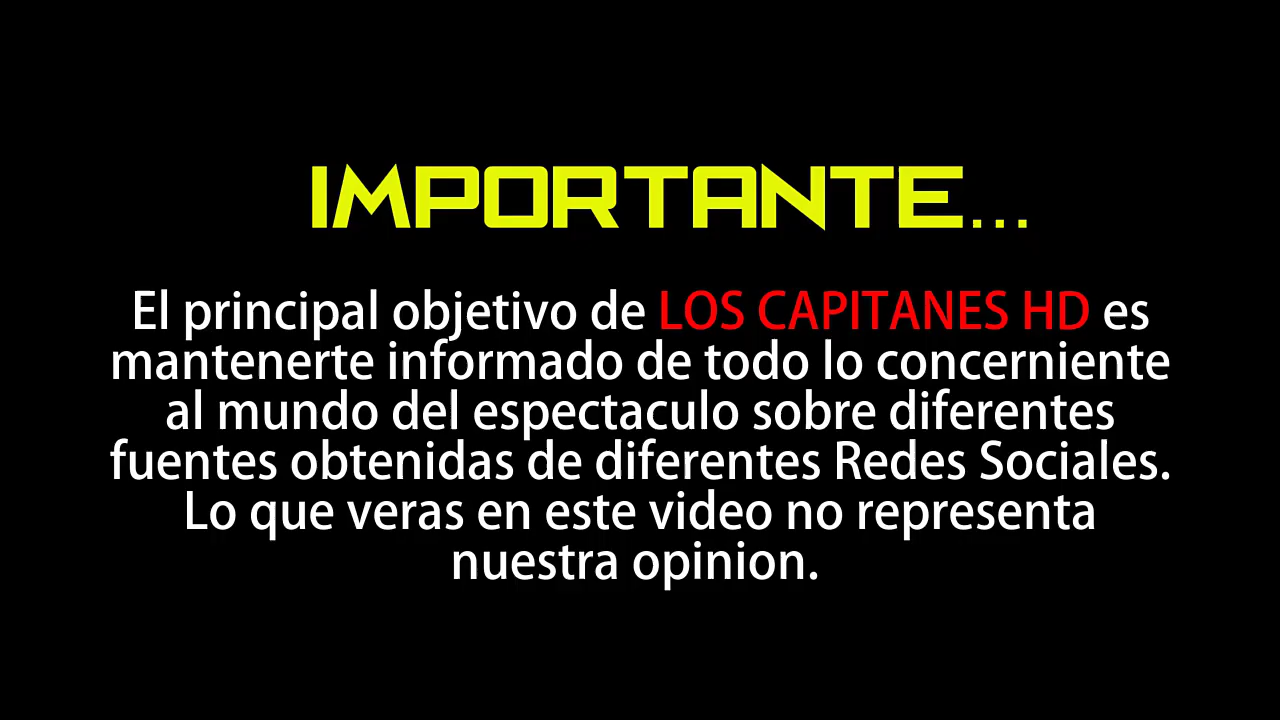 IMPORTANTE...
El principal objetivo de LOS CAPITANES HD es
mantenerte informado de todo lo concerniente
al mundo del espectaculo sobre diferentes
fuentes obtenidas de diferentes Redes Sociales.
Lo que veras en este video no representa
nuestra opinion.